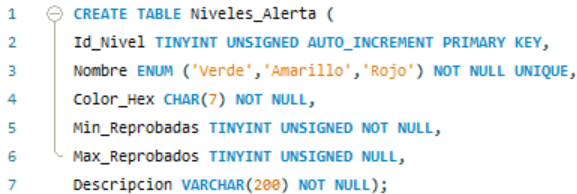 1 CREATE TABLE Niveles_Alerta (
2 Id_Nivel TINYINT UNSIGNED AUTO_INCREMENT PRIMARY KEY,
3 Nombre ENUM ('Verde','Amarillo','Rojo') NOT NULL UNIQUE,
4 Color_Hex CHAR(7) NOT NULL,
5 Min_Reprobadas TINYINT UNSIGNED NOT NULL,
6 Max_Reprobados TINYINT UNSIGNED NULL,
7 Descripcion VARCHAR(200) NOT NULL);